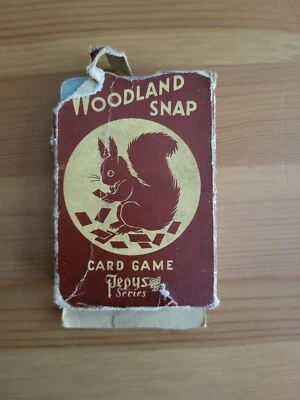 WOODLAND
SNAP
CARD GAME
Pepys
Series